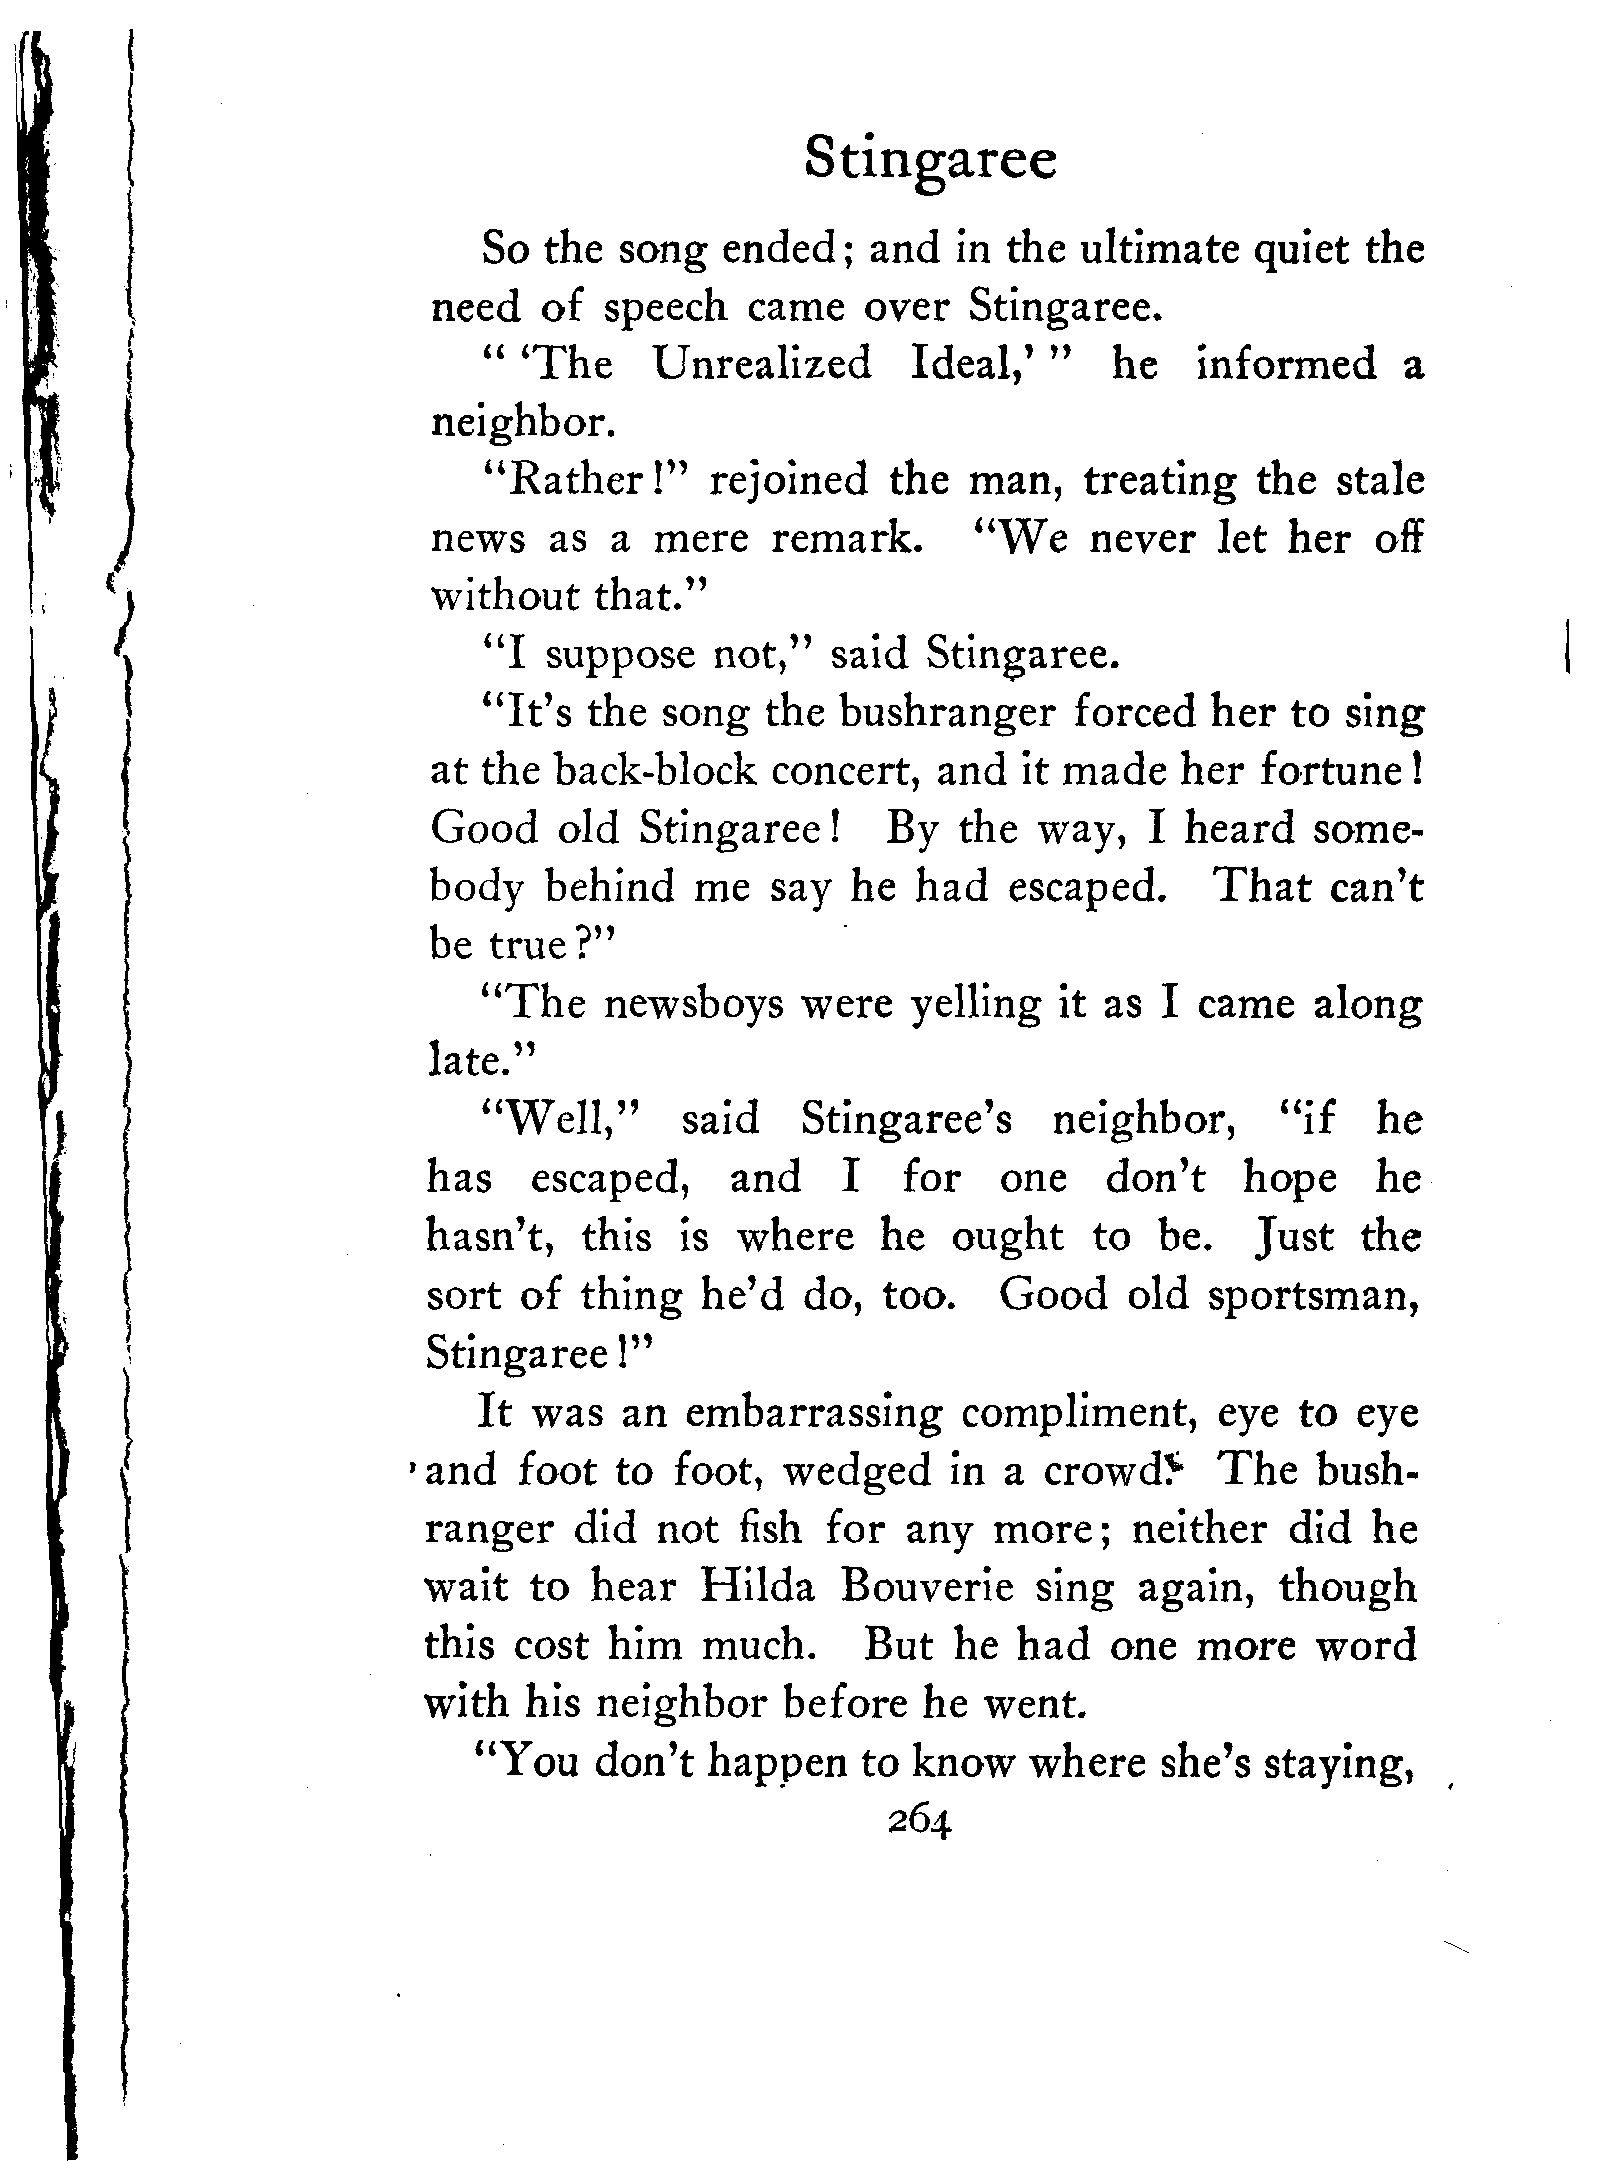 Stingaree
So the song ended; and in the ultimate quiet the
need of speech came over Stingaree.
" 'The Unrealized Ideal,' " he informed a
neighbor.
"Rather!" rejoined the man, treating the stale
news as a mere remark. "We never let her off
without that."
"I suppose not," said Stingaree.
"It's the song the bushranger forced her to sing
at the back-block concert, and it made her fortune!
Good old Stingaree! By the way, I heard some-
body behind me say he had escaped. That can't
be true?"
"The newsboys were yelling it as I came along
late."
"Well," said Stingaree's neighbor, "if he
has escaped, and I for one don't hope he
hasn't, this is where he ought to be. Just the
sort of thing he'd do, too. Good old sportsman,
Stingaree!"
It was an embarrassing compliment, eye to eye
and foot to foot, wedged in a crowd. The bush-
ranger did not fish for any more; neither did he
wait to hear Hilda Bouverie sing again, though
this cost him much. But he had one more word
with his neighbor before he went.
"You don't happen to know where she's staying,
264